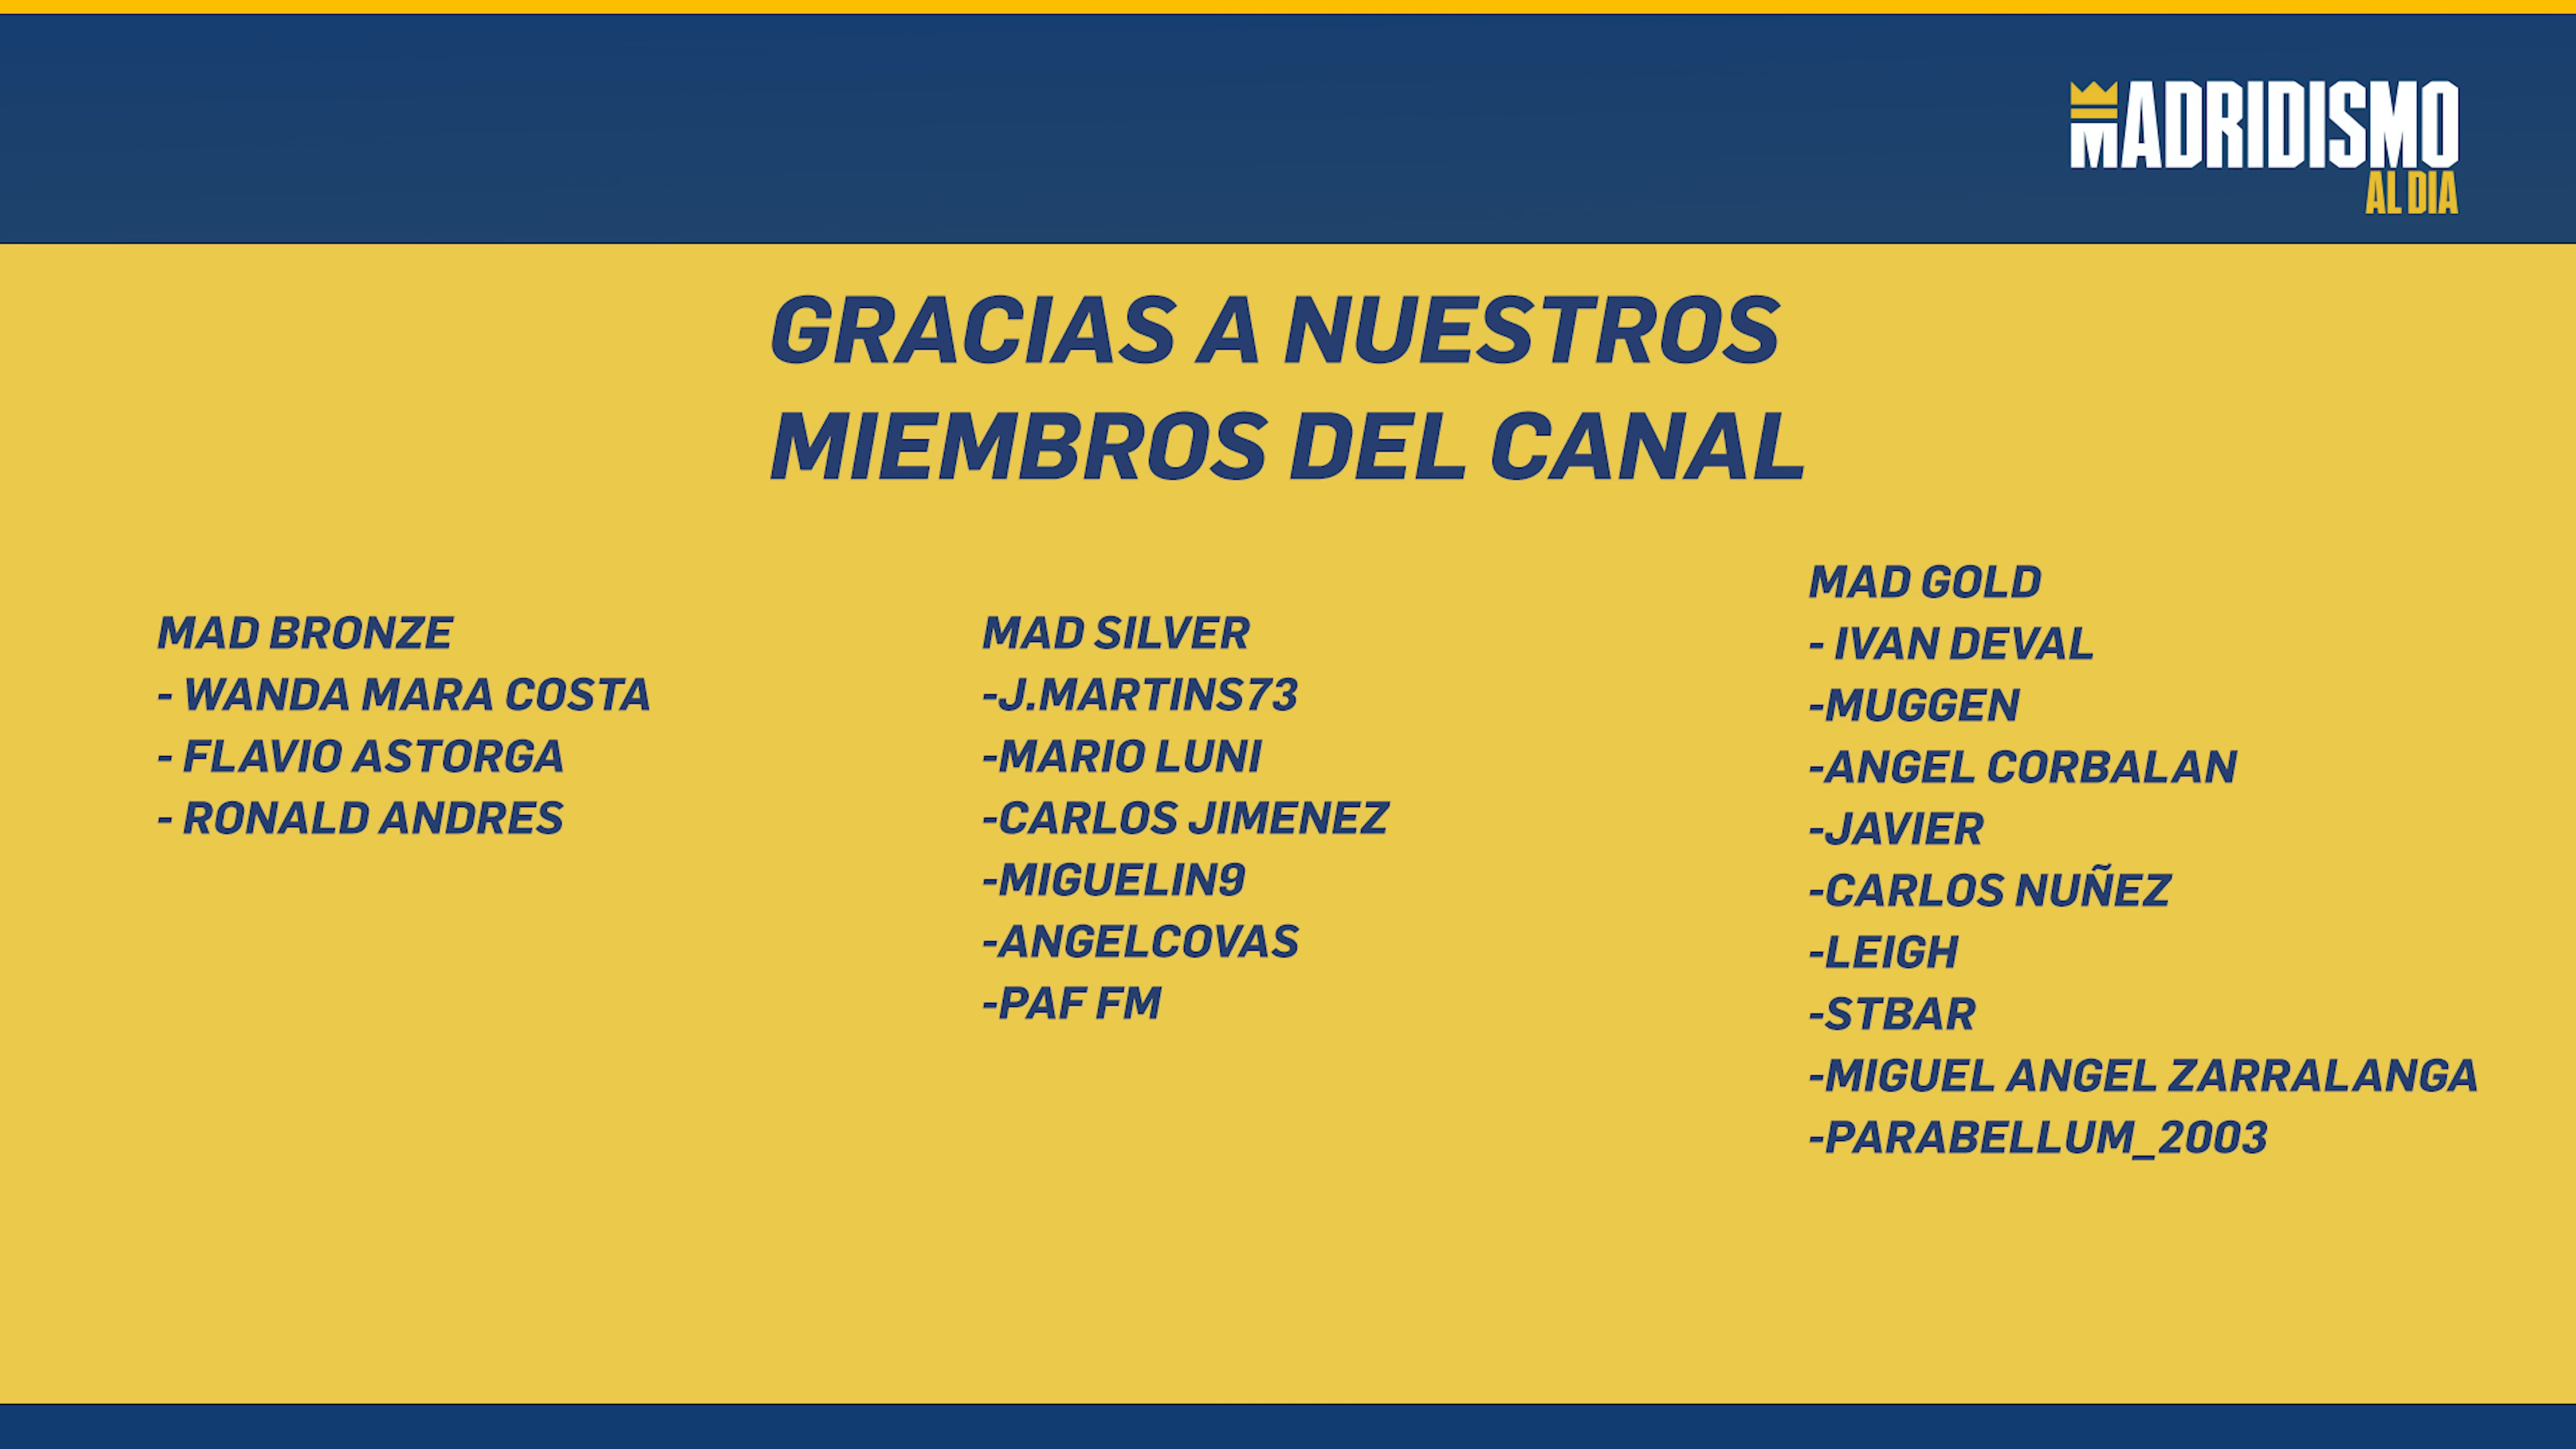 MADRIDISMO
AL DIA
GRACIAS A NUESTROS
MIEMBROS DEL CANAL
MAD BRONZE
- WANDA MARA COSTA
- FLAVIO ASTORGA
- RONALD ANDRES
MAD SILVER
-J.MARTINS73
-MARIO LUNI
-CARLOS JIMENEZ
-MIGUELIN9
-ANGELCOVAS
-PAF FM
MAD GOLD
- IVAN DEVAL
-MUGGEN
-ANGEL CORBALAN
-JAVIER
-CARLOS NUÑEZ
-LEIGH
-STBAR
-MIGUEL ANGEL ZARRALANGA
-PARABELLUM_2003